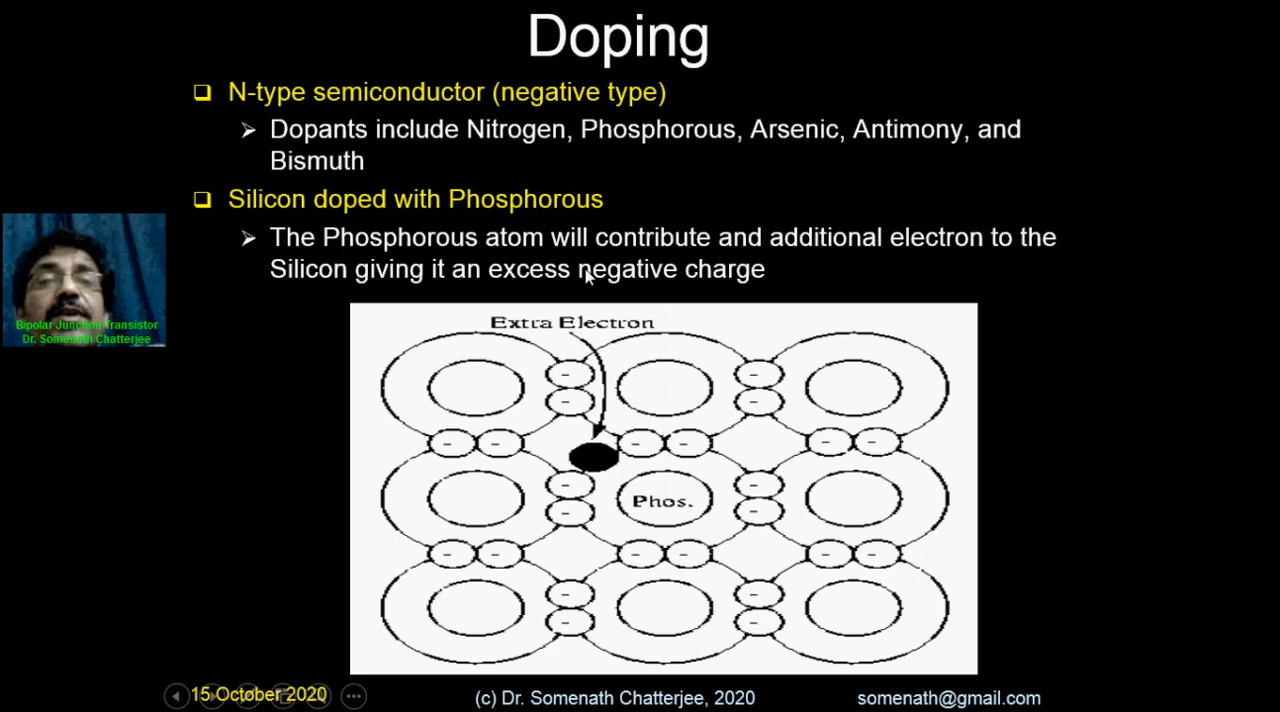 Doping
N-type semiconductor (negative type)
Dopants include Nitrogen, Phosphorous, Arsenic, Antimony, and
Bismuth
Silicon doped with Phosphorous
The Phosphorous atom will contribute and additional electron to the
Silicon giving it an excess negative charge
Bipolar Junction Transistor
Dr. Somenath Chatterjee
Extra Electron
Phos.
15 October 2020
(c) Dr. Somenath Chatterjee, 2020
somenath@gmail.com